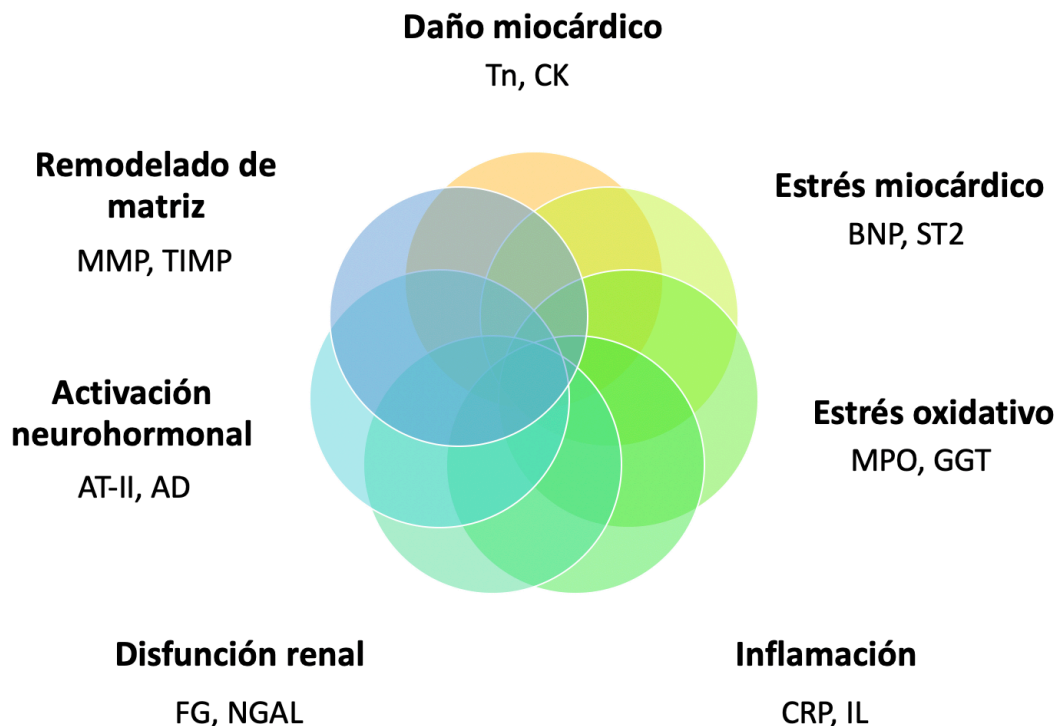 Daño miocárdico
Tn, CK
Remodelado de
matriz
MMP, TIMP
Estrés miocárdico
BNP, ST2
Activación
neurohormonal
AT-II, AD
Estrés oxidativo
MPO, GGT
Disfunción renal
FG, NGAL
Inflamación
CRP, IL